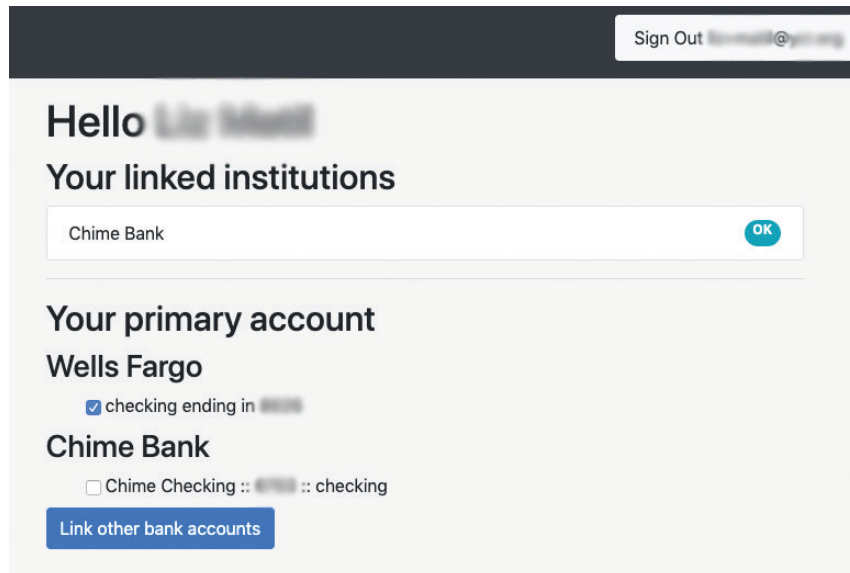 Sign Out
Hello
Your linked institutions
Chime Bank
OK
Your primary account
Wells Fargo
checking ending in
Chime Bank
Chime Checking :: :: checking
Link other bank accounts